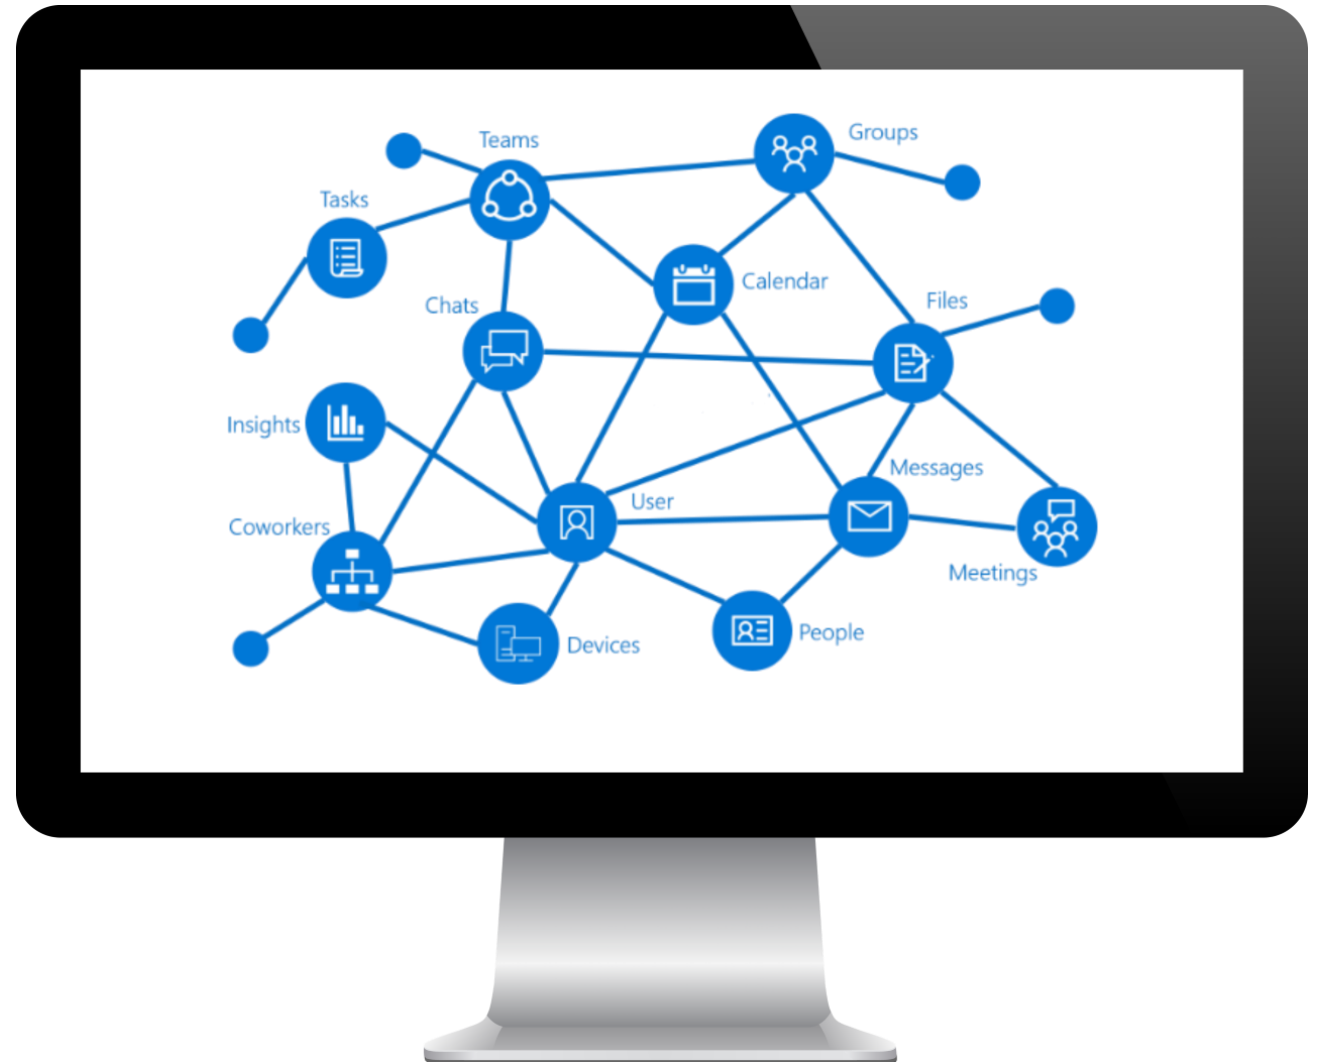 Teams
Groups
Tasks
Calendar
Chats
Files
Insights
Messages
User
Coworkers
Meetings
People
Devices